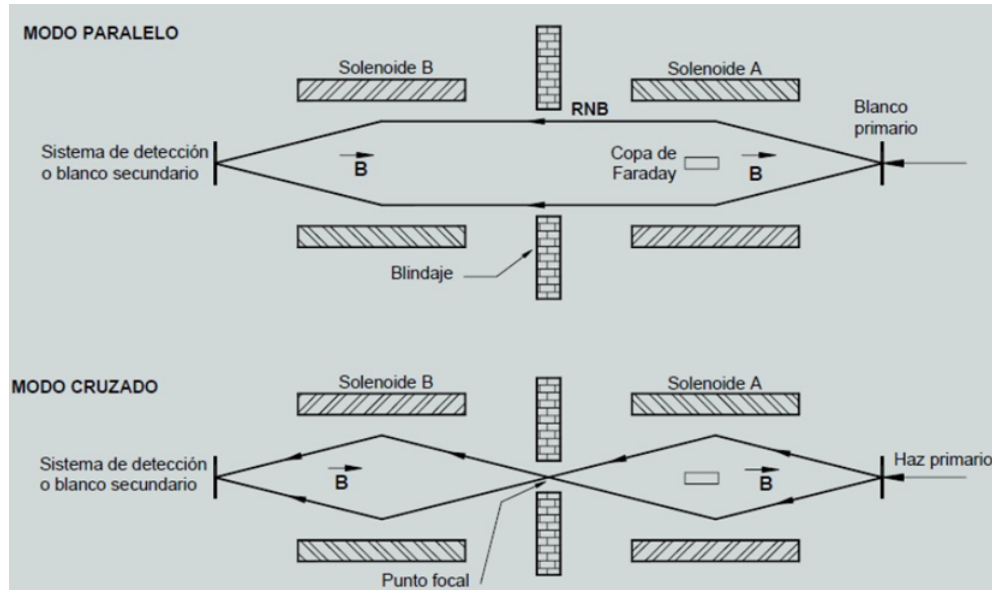 MODO PARALELO
Solenoide B
Solenoide A
RNB
Blanco
primario
Sistema de detección
o blanco secundario
B
Copa de
Faraday
B
Blindaje
MODO CRUZADO
Solenoide B
Solenoide A
Sistema de detección
o blanco secundario
B
B
Haz primario
Punto focal